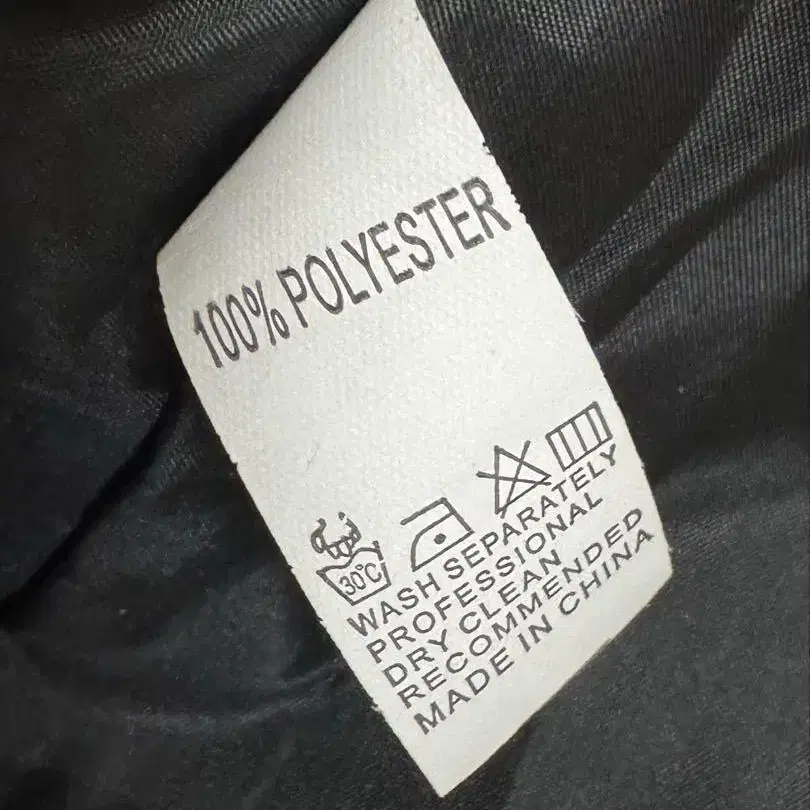 100% POLYESTER
30°C
WASH SEPARATELY
PROFESSIONAL
DRY CLEAN
RECOMMENDED
MADE IN CHINA